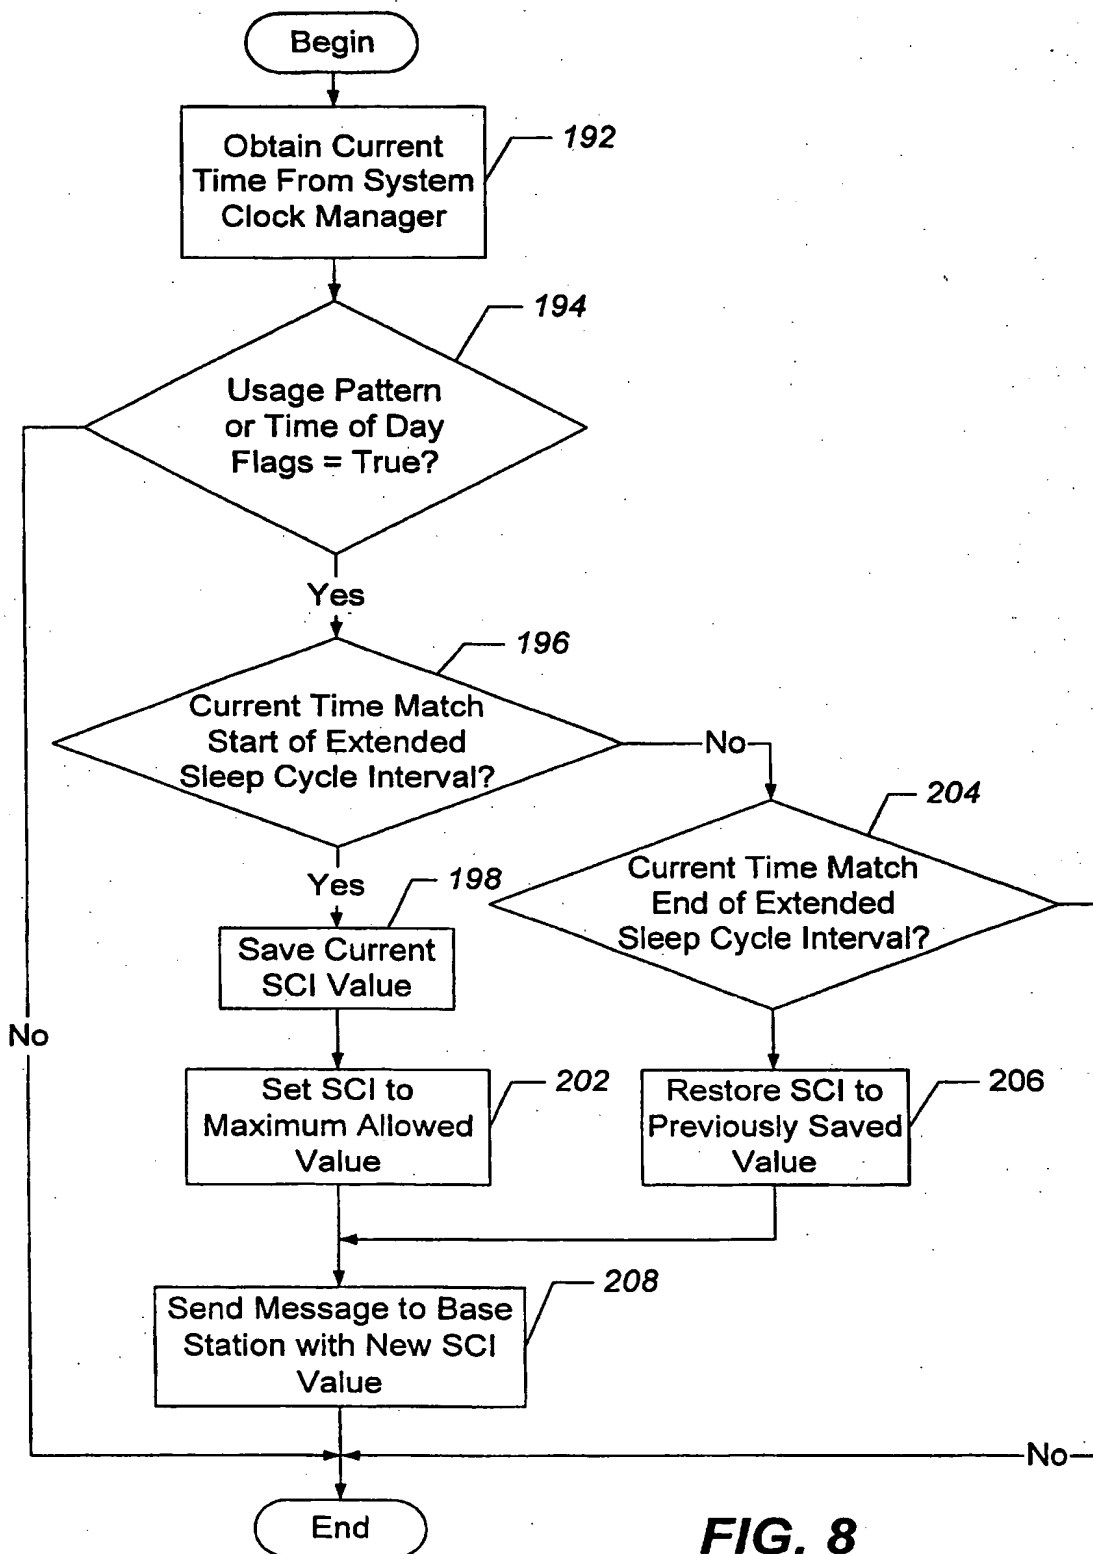 Begin
Obtain Current
Time From System
Clock Manager
192
194
Usage Pattern
or Time of Day
Flags = True?
Yes
196
Current Time Match
Start of Extended
Sleep Cycle Interval?
No
204
Current Time Match
End of Extended
Sleep Cycle Interval?
Yes
198
Save Current
SCI Value
No
Set SCI to
Maximum Allowed
Value
202
Restore SCI to
Previously Saved
Value
206
208
Send Message to Base
Station with New SCI
Value
No
End
FIG. 8